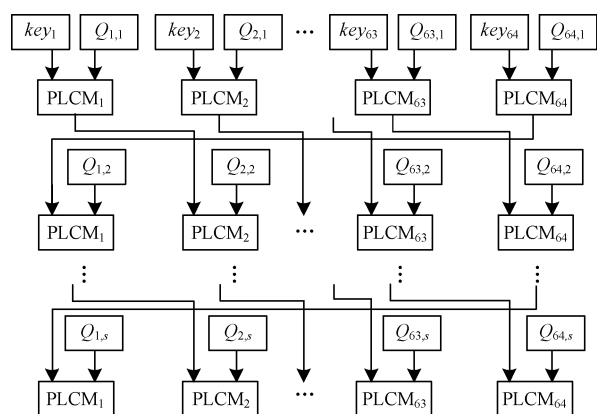 key₁ Q₁,₁ key₂ Q₂,₁ ... key₆₃ Q₆₃,₁ key₆₄ Q₆₄,₁
PLCM₁ PLCM₂ PLCM₆₃ PLCM₆₄
Q₁,₂ Q₂,₂ Q₆₃,₂ Q₆₄,₂
PLCM₁ PLCM₂ ... PLCM₆₃ PLCM₆₄
⋮ ⋮ ⋮ ⋮
Q₁,ₛ Q₂,ₛ Q₆₃,ₛ Q₆₄,ₛ
PLCM₁ PLCM₂ ... PLCM₆₃ PLCM₆₄